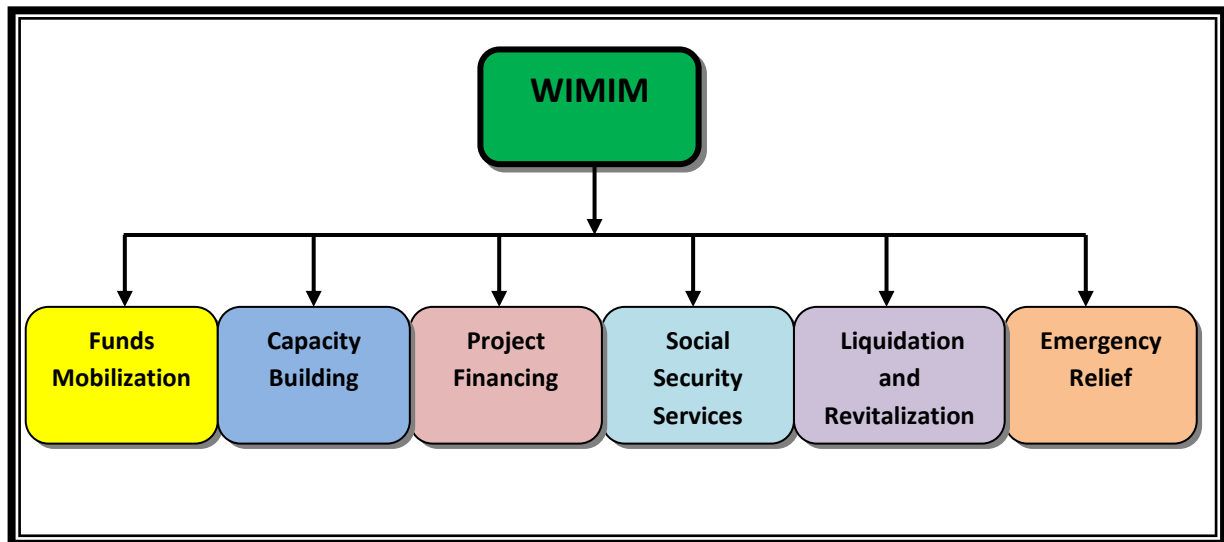 WIMIM
Funds
Mobilization
Capacity
Building
Project
Financing
Social
Security
Services
Liquidation
and
Revitalization
Emergency
Relief